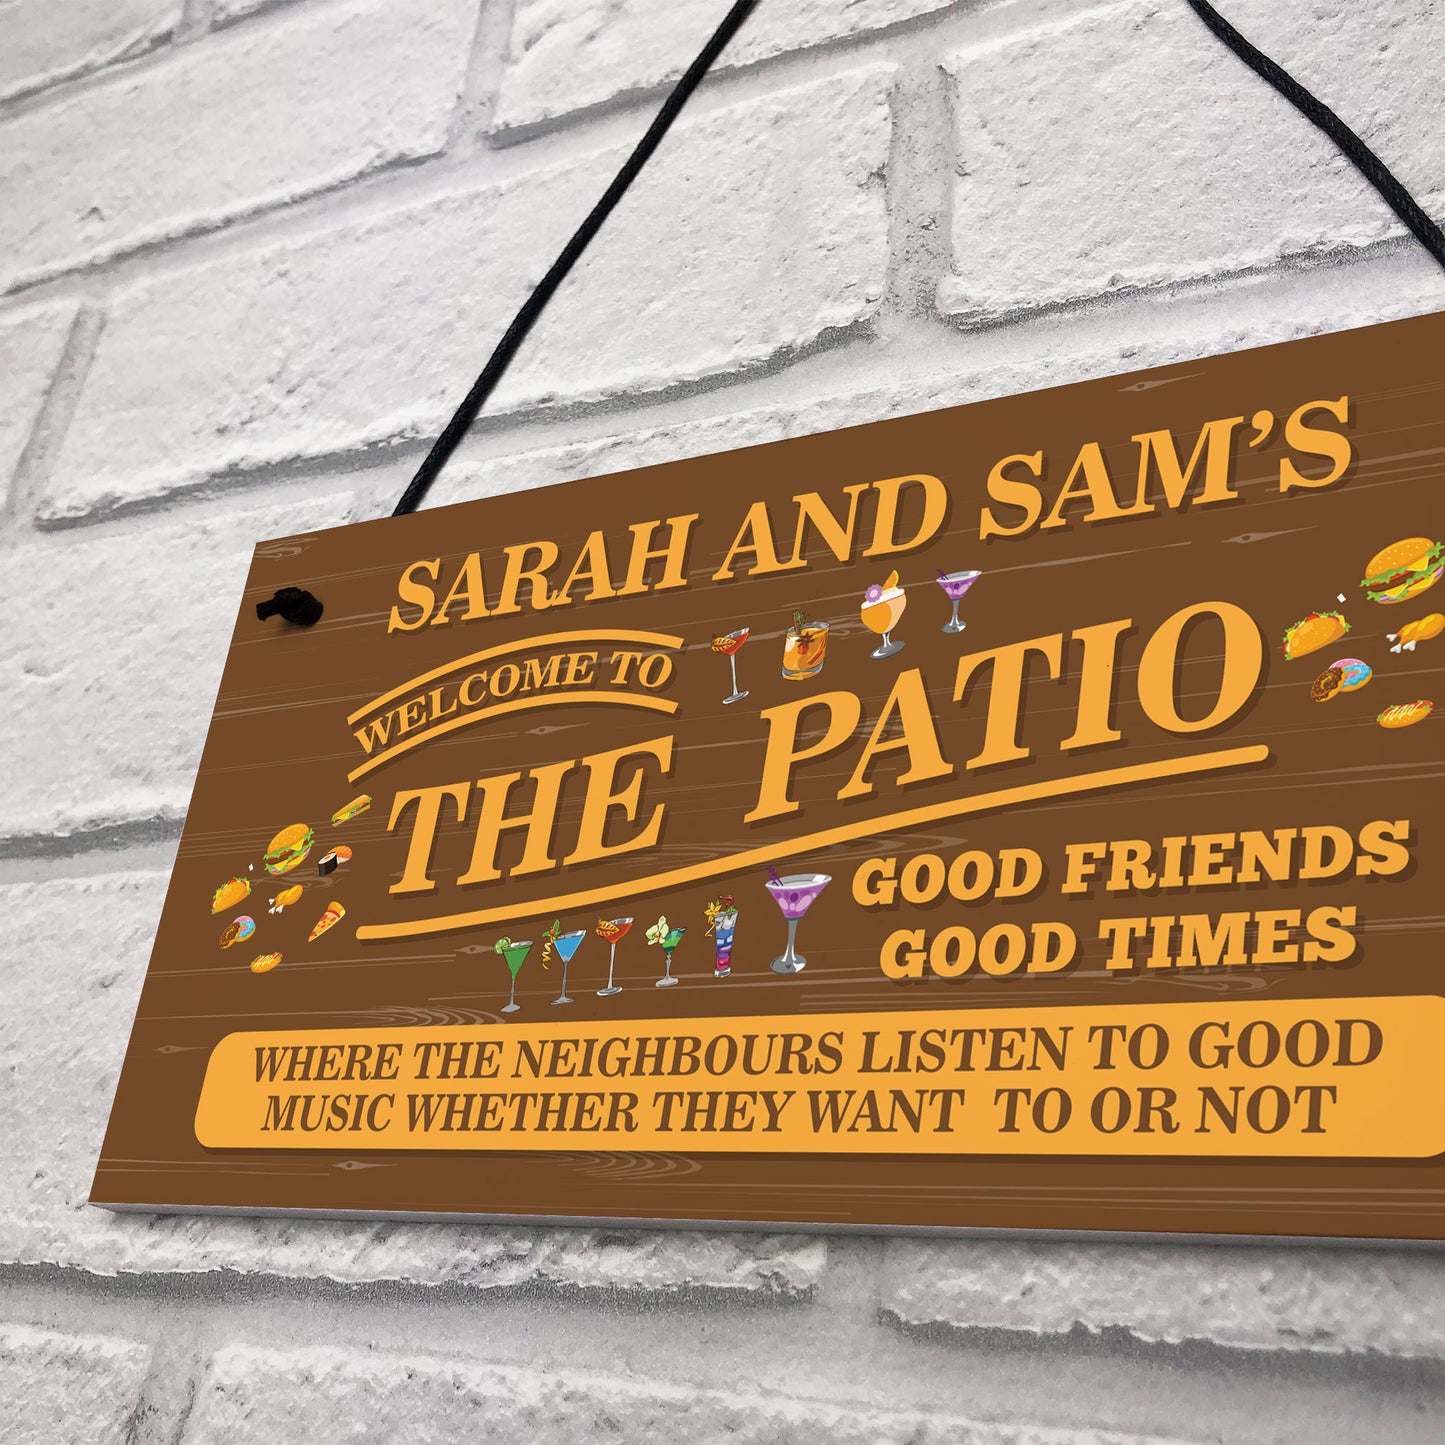 SARAH AND SAM'S
WELCOME TO
THE PATIO
GOOD FRIENDS
GOOD TIMES
WHERE THE NEIGHBOURS LISTEN TO GOOD
MUSIC WHETHER THEY WANT TO OR NOT